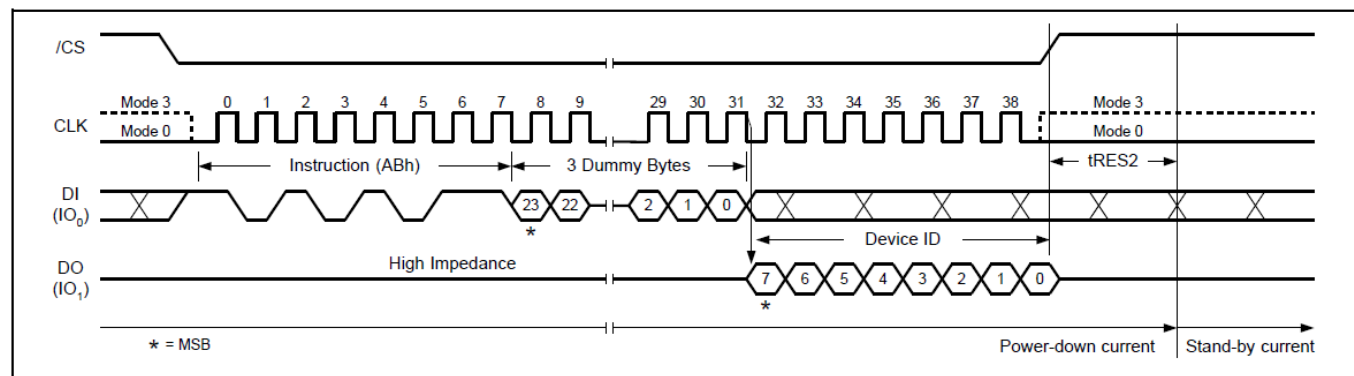 /CS
Mode 3 0 1 2 3 4 5 6 7 8 9 29 30 31 32 33 34 35 36 37 38 Mode 3
CLK Mode 0 Mode 0
Instruction (ABh) 3 Dummy Bytes tRES2
DI
(IO0) 23 22 2 1 0
* Device ID
High Impedance
DO
(IO1) 7 6 5 4 3 2 1 0
*
* = MSB Power-down current Stand-by current